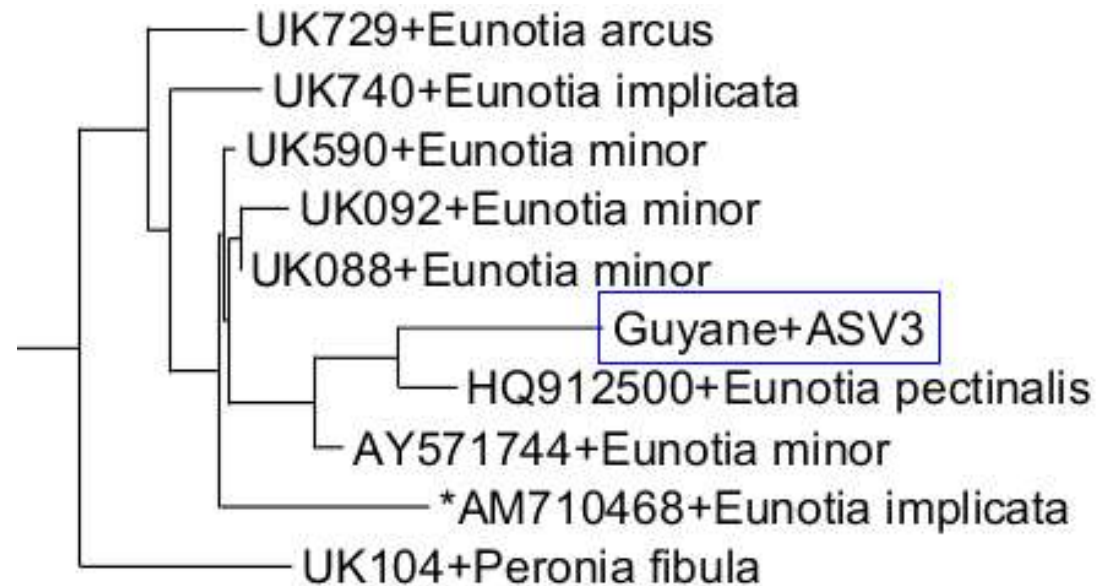 UK729+Eunotia arcus
UK740+Eunotia implicata
UK590+Eunotia minor
UK092+Eunotia minor
UK088+Eunotia minor
Guyane+ASV3
HQ912500+Eunotia pectinalis
AY571744+Eunotia minor
*AM710468+Eunotia implicata
UK104+Peronia fibula